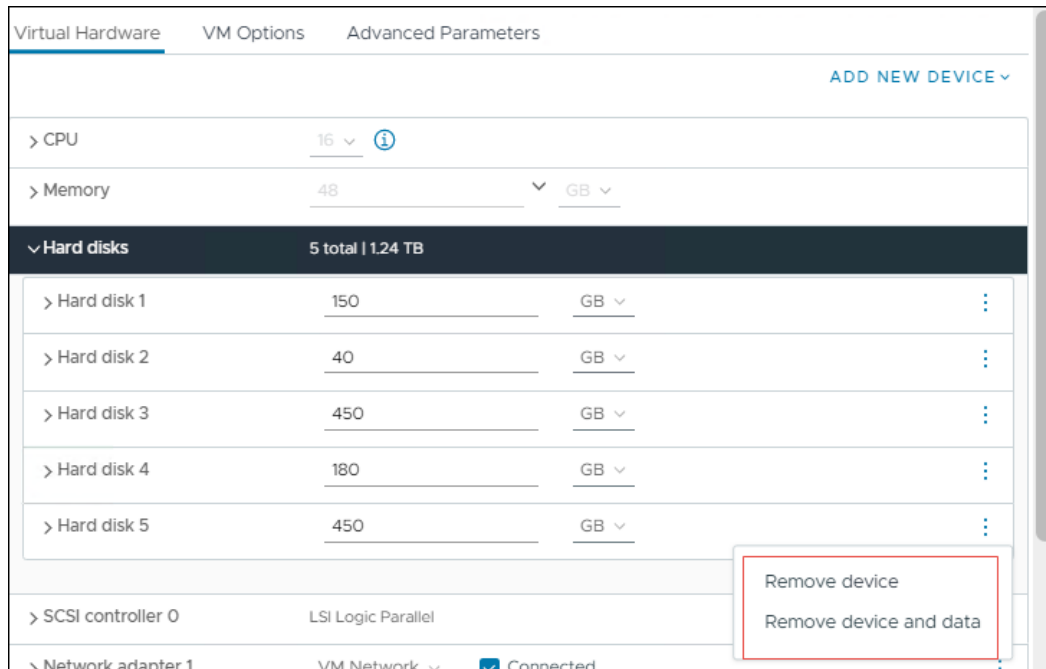 Virtual Hardware VM Options Advanced Parameters
ADD NEW DEVICE
CPU 16
Memory 48 GB
Hard disks 5 total | 1.24 TB
Hard disk 1 150 GB
Hard disk 2 40 GB
Hard disk 3 450 GB
Hard disk 4 180 GB
Hard disk 5 450 GB
Remove device
SCSI controller 0 LSI Logic Parallel
Remove device and data
Network adapter 1 VM Network Connected